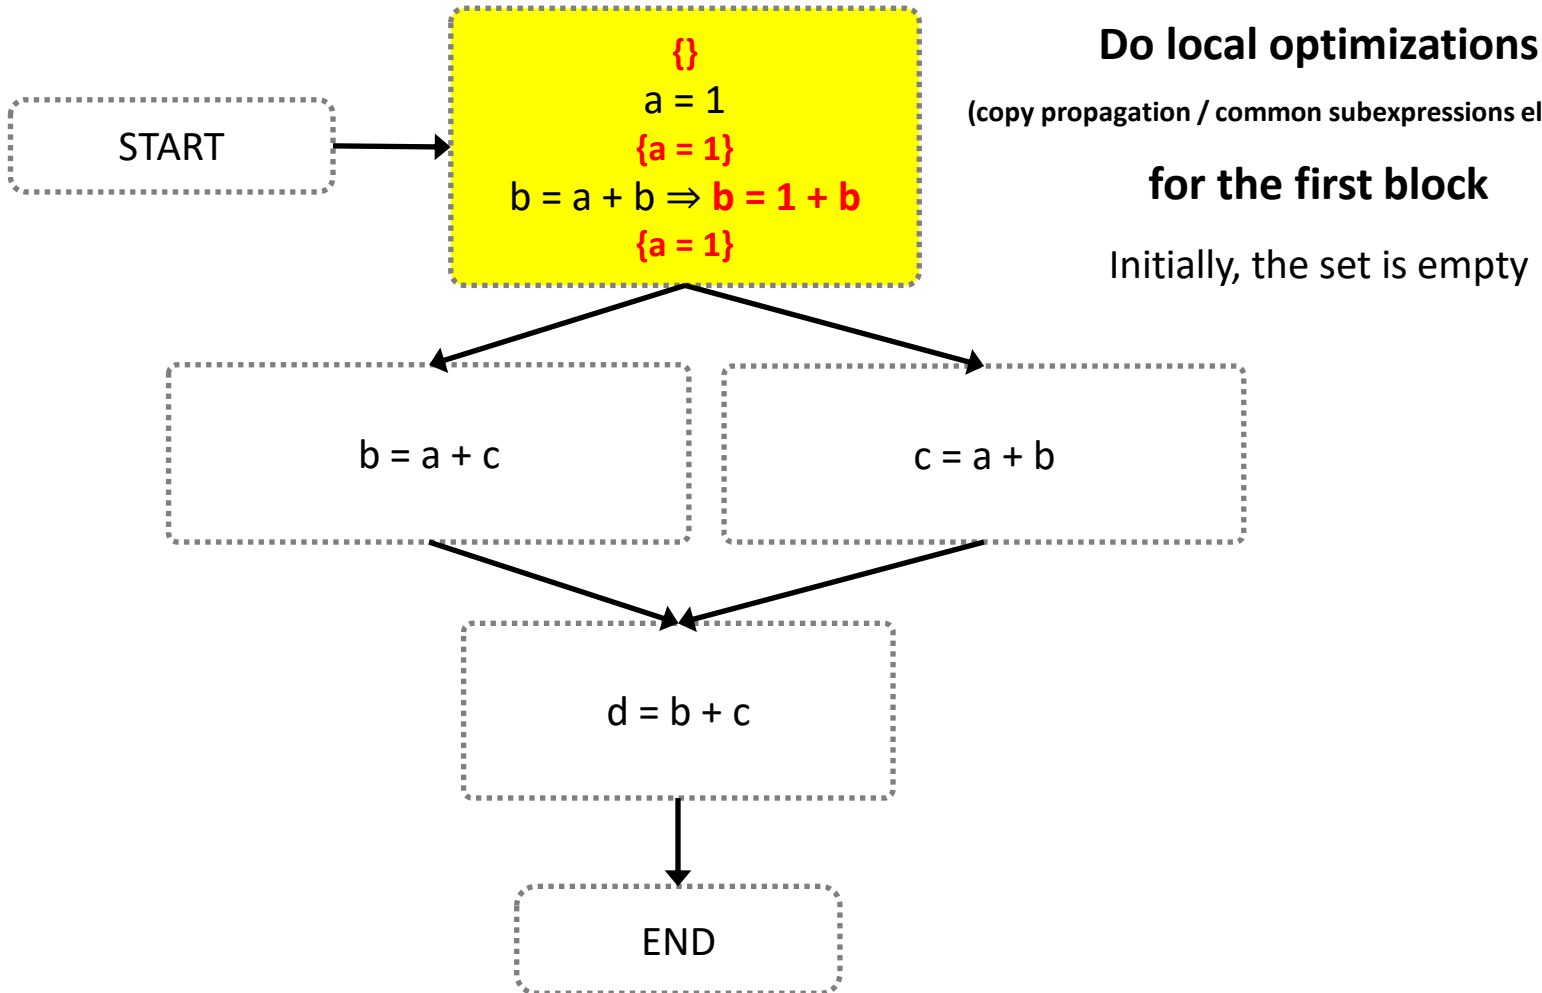 {}
a = 1
{a = 1}
b = a + b ⇒ b = 1 + b
{a = 1}
START
Do local optimizations
(copy propagation / common subexpressions el
for the first block
Initially, the set is empty
b = a + c
c = a + b
d = b + c
END